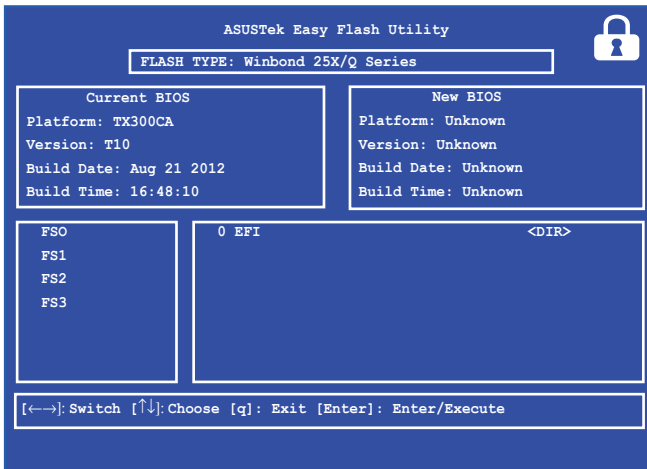 ASUSTek Easy Flash Utility
FLASH TYPE: Winbond 25X/Q Series
Current BIOS
Platform: TX300CA
Version: T10
Build Date: Aug 21 2012
Build Time: 16:48:10
New BIOS
Platform: Unknown
Version: Unknown
Build Date: Unknown
Build Time: Unknown
FSO
FS1
FS2
FS3
0 EFI <DIR>
[←→]: Switch [↑↓]: Choose [q]: Exit [Enter]: Enter/Execute